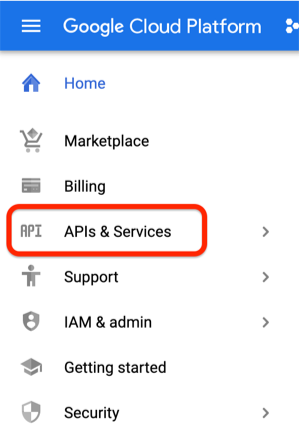 Google Cloud Platform
Home
Marketplace
Billing
API APIs & Services
Support
IAM & admin
Getting started
Security